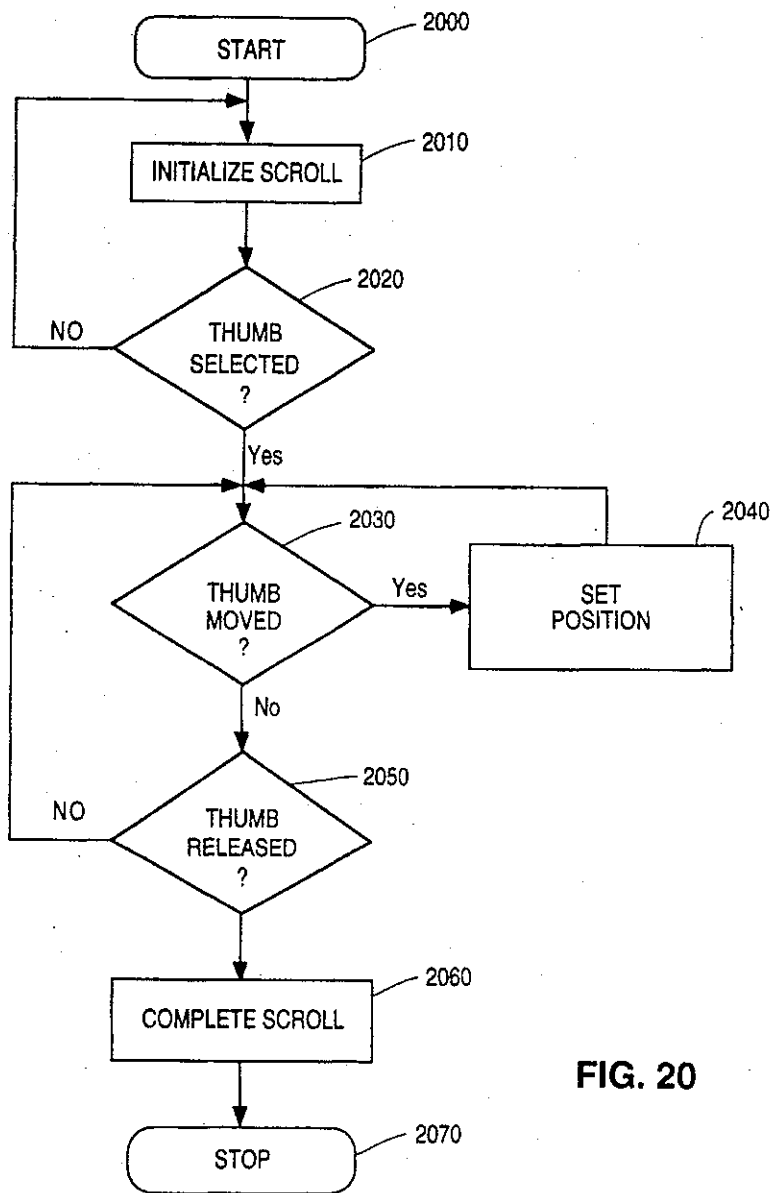 START
2000
INITIALIZE SCROLL
2010
THUMB
SELECTED
?
2020
NO
Yes
THUMB
MOVED
?
2030
Yes
SET
POSITION
2040
No
THUMB
RELEASED
?
2050
NO
COMPLETE SCROLL
2060
STOP
2070
FIG. 20